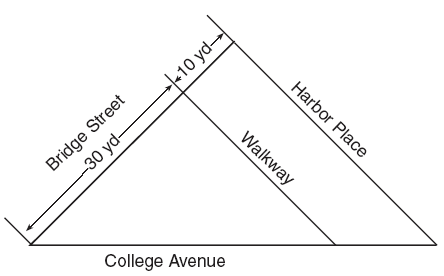 10 yd
Harbor Place
Bridge Street
30 yd
Walkway
College Avenue